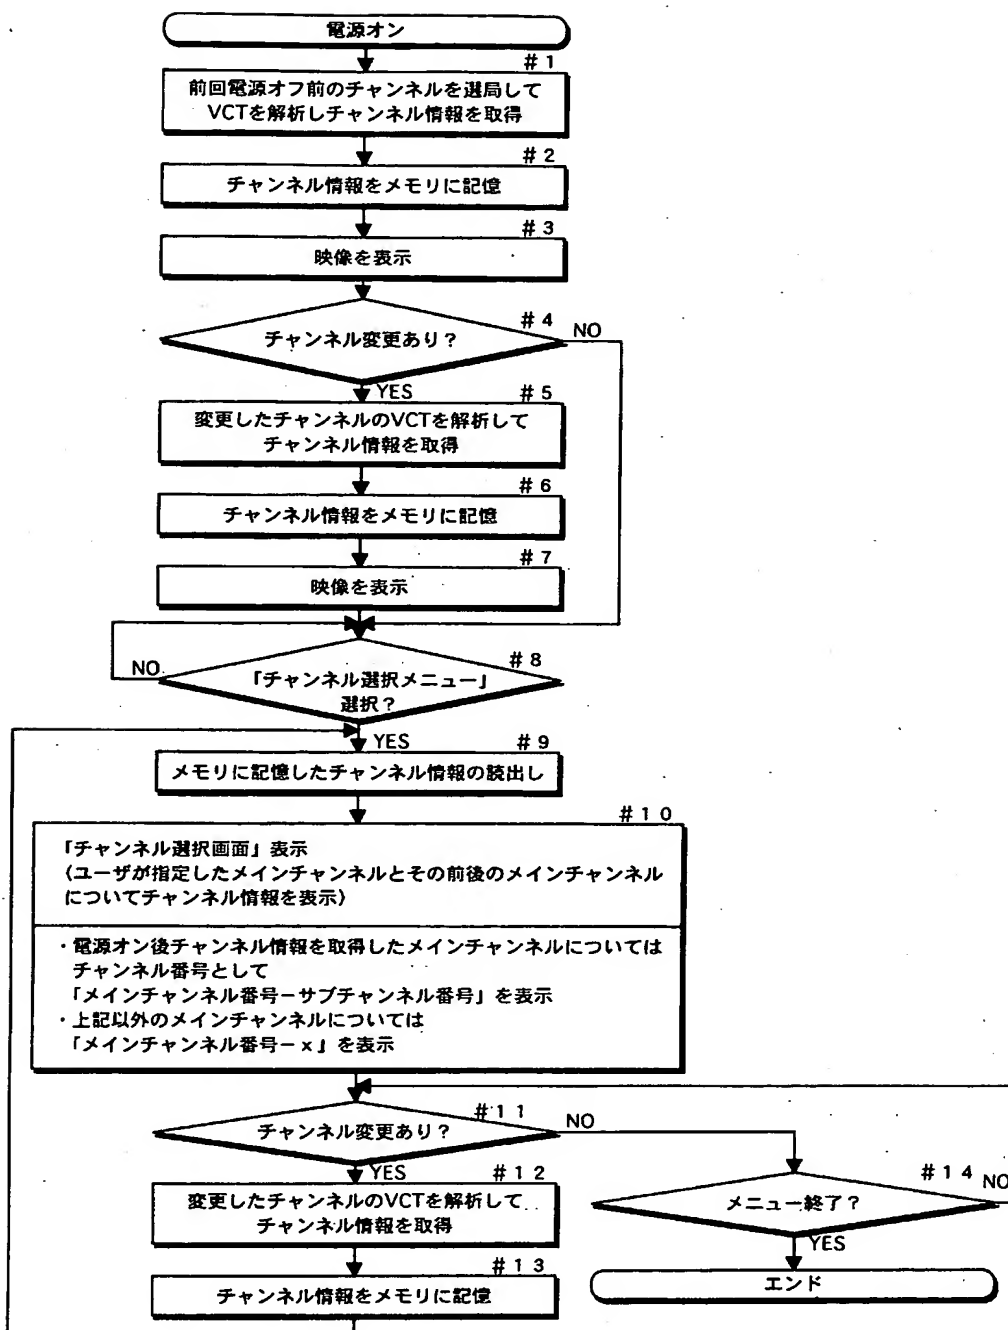 電源オン
#1
前回電源オフ前のチャンネルを選局して
VCTを解析しチャンネル情報を取得
#2
チャンネル情報をメモリに記憶
#3
映像を表示
#4
チャンネル変更あり?
NO
YES
#5
変更したチャンネルのVCTを解析して
チャンネル情報を取得
#6
チャンネル情報をメモリに記憶
#7
映像を表示
#8
NO
「チャンネル選択メニュー」
選択?
YES
#9
メモリに記憶したチャンネル情報の読出し
#10
「チャンネル選択画面」表示
(ユーザが指定したメインチャンネルとその前後のメインチャンネル
についてチャンネル情報を表示)
・電源オン後チャンネル情報を取得したメインチャンネルについては
チャンネル番号として
「メインチャンネル番号-サブチャンネル番号」を表示
・上記以外のメインチャンネルについては
「メインチャンネル番号-x」を表示
#11
チャンネル変更あり?
NO
YES
#12
変更したチャンネルのVCTを解析して
チャンネル情報を取得
#13
チャンネル情報をメモリに記憶
#14
メニュー終了?
NO
YES
エンド